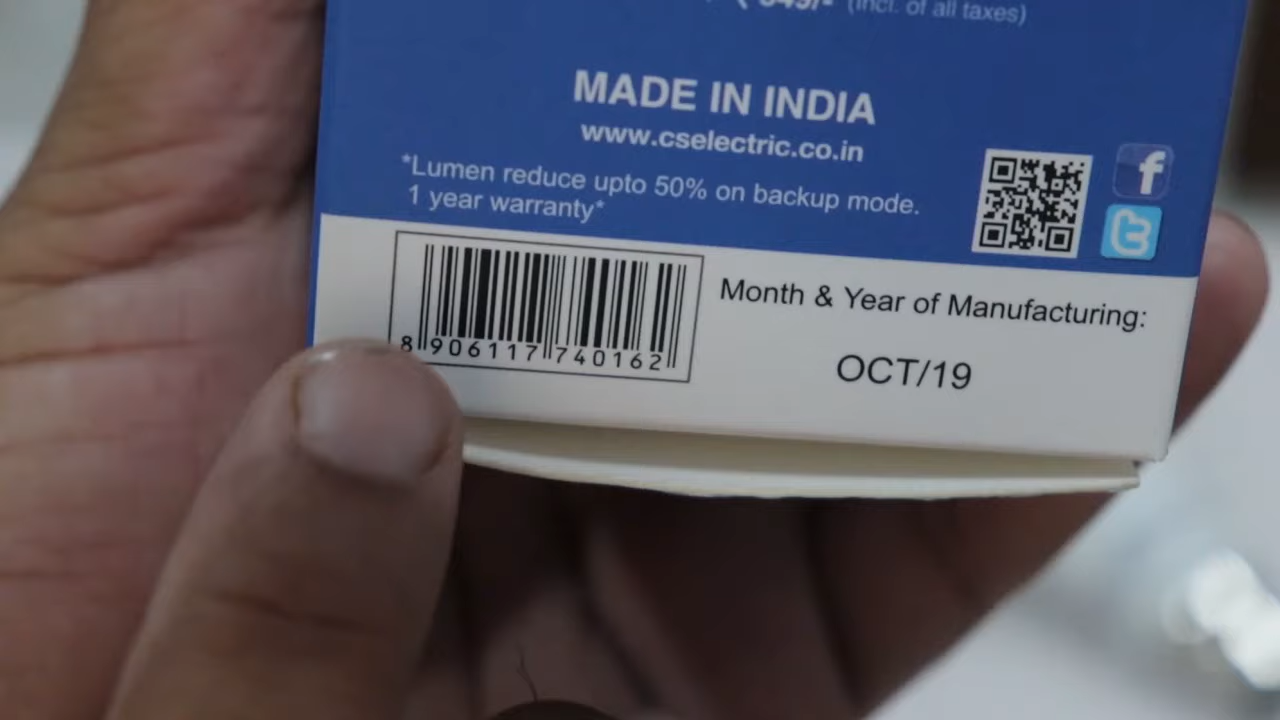 (incl. of all taxes)
MADE IN INDIA
www.cselectric.co.in
*Lumen reduce upto 50% on backup mode.
1 year warranty*
f
t
8 906117 740162
Month & Year of Manufacturing:
OCT/19